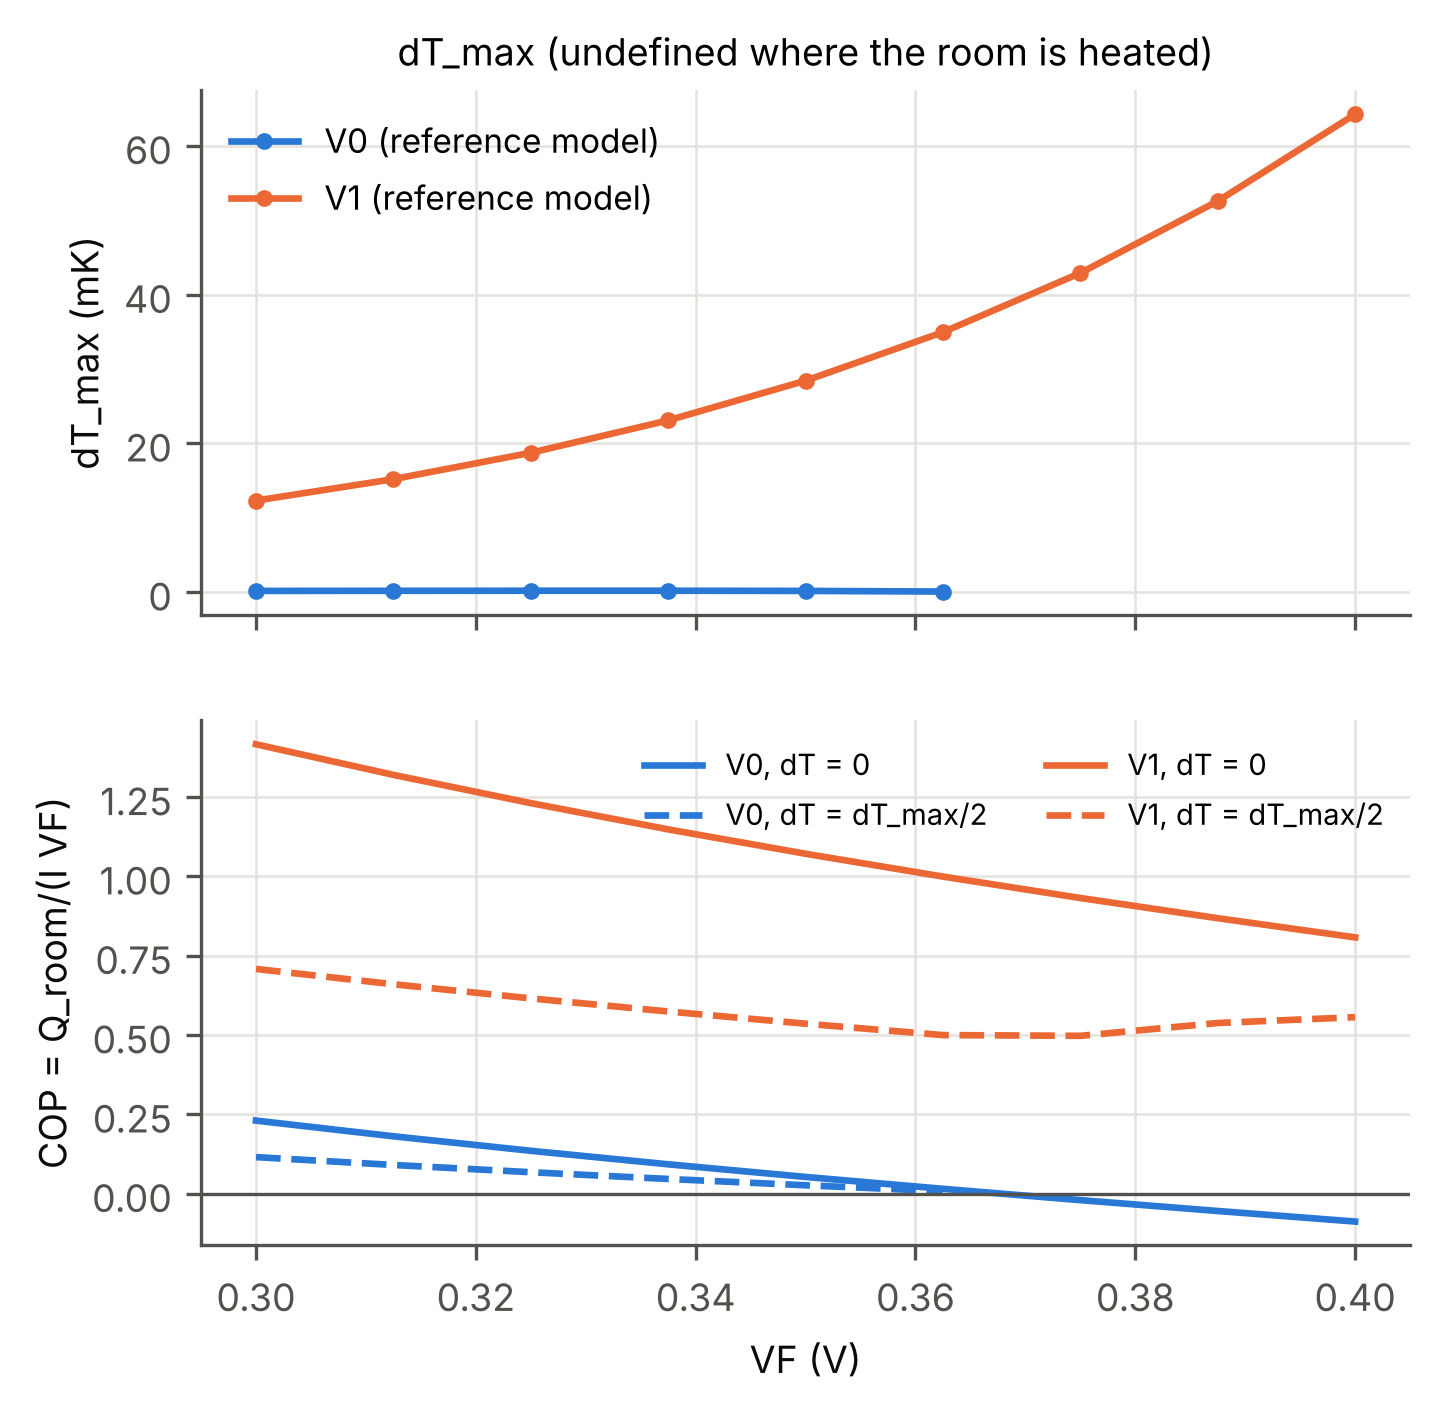 dT_max (undefined where the room is heated)
V0 (reference model)
V1 (reference model)
dT_max (mK)
60
40
20
0
V0, dT = 0
V1, dT = 0
V0, dT = dT_max/2
V1, dT = dT_max/2
COP = Q_room/(I VF)
1.25
1.00
0.75
0.50
0.25
0.00
0.30 0.32 0.34 0.36 0.38 0.40
VF (V)